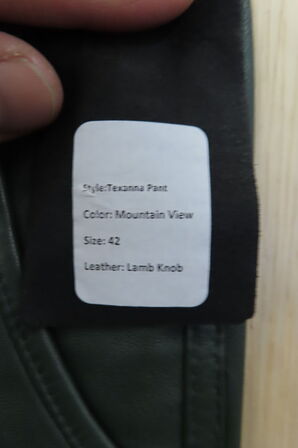 Style:Texanna Pant
Color: Mountain View
Size: 42
Leather: Lamb Knob